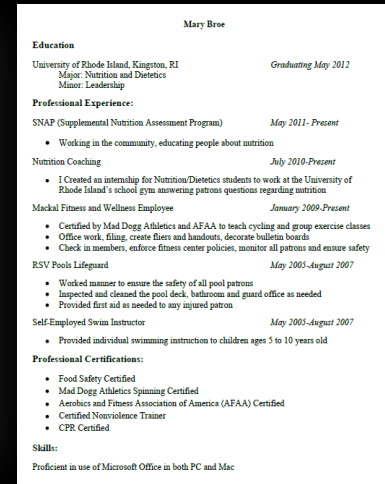 Mary Broe
Education
University of Rhode Island, Kingston, RI Graduating May 2012
Major: Nutrition and Dietetics
Minor: Leadership
Professional Experience:
SNAP (Supplemental Nutrition Assessment Program) May 2011- Present
• Working in the community, educating people about nutrition
Nutrition Coaching July 2010-Present
• I Created an internship for Nutrition/Dietetics students to work at the University of
Rhode Island's school gym answering patrons questions regarding nutrition
Mackal Fitness and Wellness Employee January 2009-Present
• Certified by Mad Dogg Athletics and AFAA to teach cycling and group exercise classes
• Office work, filing, create fliers and handouts, decorate bulletin boards
• Check in members, enforce fitness center policies, monitor all patrons and ensure safety
RSV Pools Lifeguard May 2005-August 2007
• Worked manner to ensure the safety of all pool patrons
• Inspected and cleaned the pool deck, bathroom and guard office as needed
• Provided first aid as needed to any injured patron
Self-Employed Swim Instructor May 2005-August 2007
• Provided individual swimming instruction to children ages 5 to 10 years old
Professional Certifications:
• Food Safety Certified
• Mad Dogg Athletics Spinning Certified
• Aerobics and Fitness Association of America (AFAA) Certified
• Certified Nonviolence Trainer
• CPR Certified
Skills:
Proficient in use of Microsoft Office in both PC and Mac